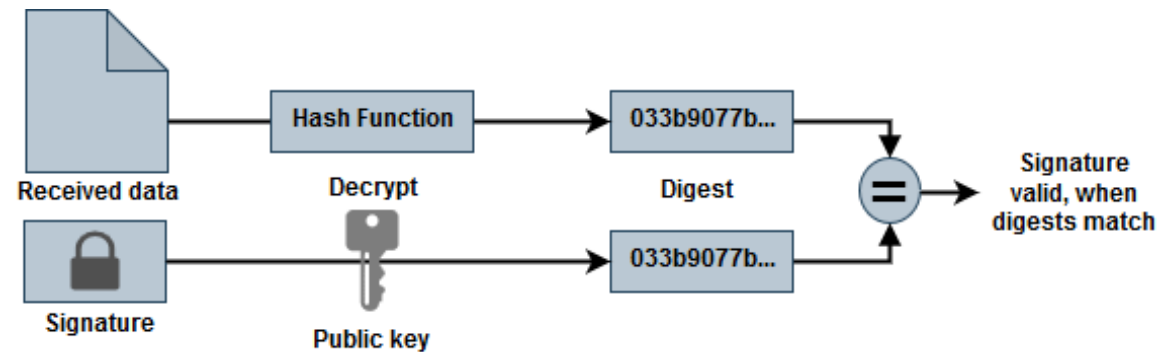 Hash Function
033b9077b...
Received data
Decrypt
Digest
=
Signature
valid, when
digests match
033b9077b...
Signature
Public key